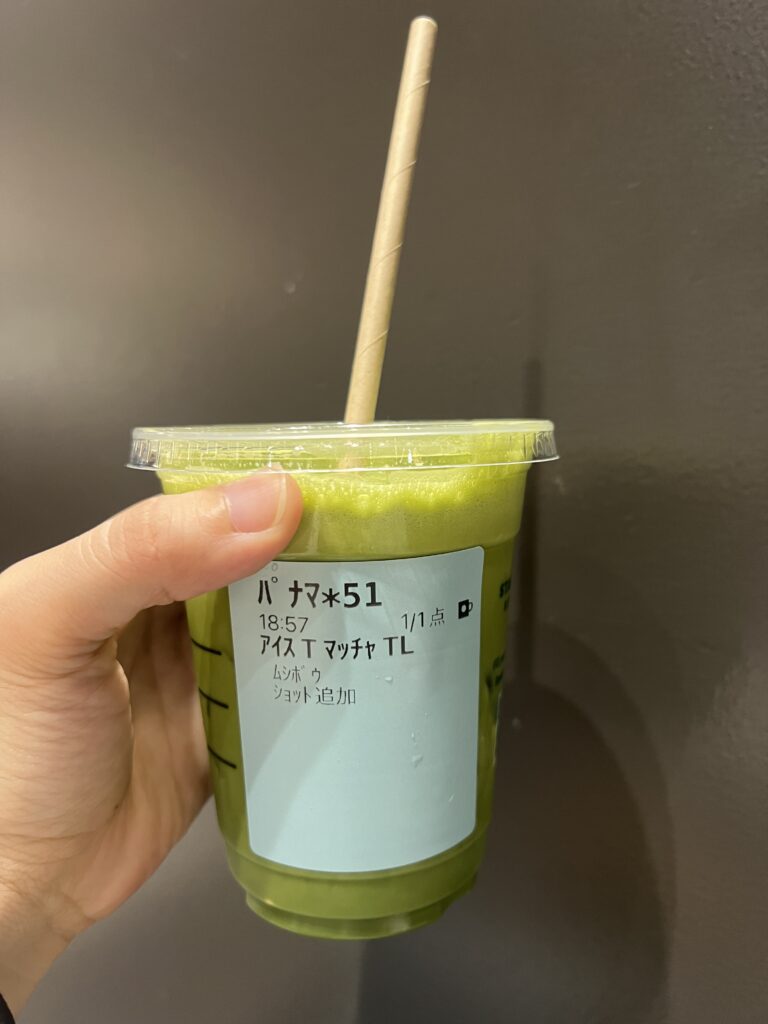 ﾊﾟﾅﾏ*51
18:57 1/1点
ｱｲｽ T ﾏｯﾁｬ TL
ﾑｼﾎﾞｳ
ｼｮｯﾄ追加